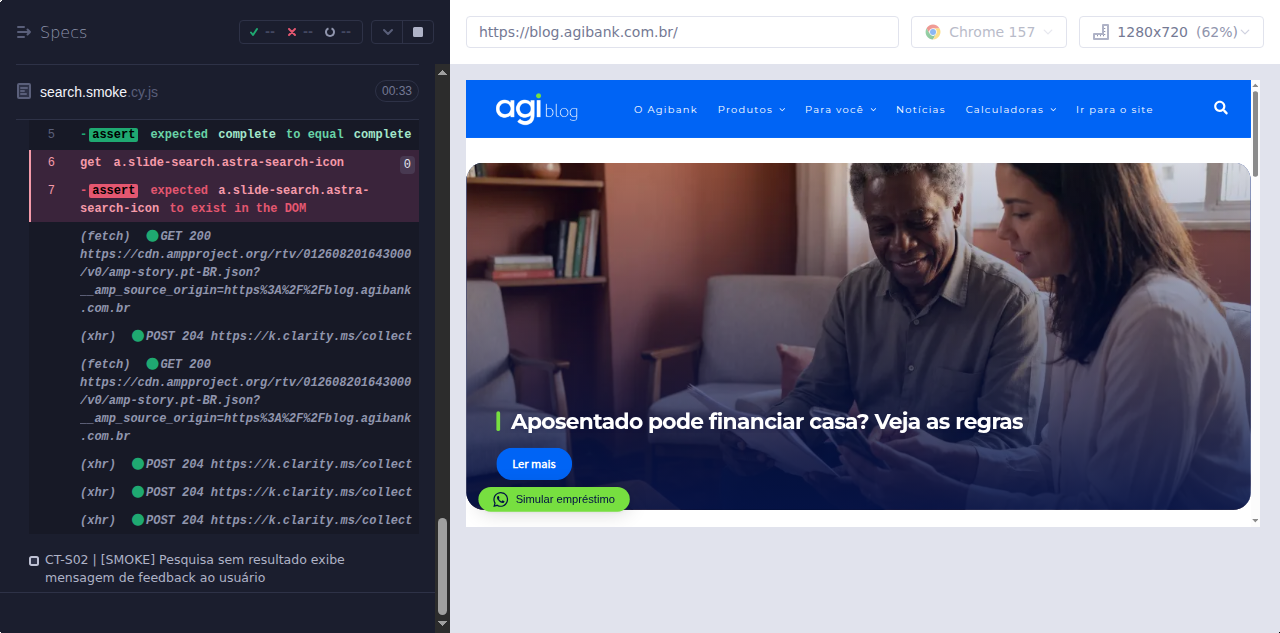 Specs
--
--
--
https://blog.agibank.com.br/
Chrome 157
1280x720 (62%)
search.smoke.cy.js
00:33
5 -assert expected complete to equal complete
6 get a.slide-search.astra-search-icon 0
7 -assert expected a.slide-search.astra-
search-icon to exist in the DOM
(fetch) GET 200
https://cdn.ampproject.org/rtv/012608201643000
/v0/amp-story.pt-BR.json?
__amp_source_origin=https%3A%2F%2Fblog.agibank
.com.br
(xhr) POST 204 https://k.clarity.ms/collect
(fetch) GET 200
https://cdn.ampproject.org/rtv/012608201643000
/v0/amp-story.pt-BR.json?
__amp_source_origin=https%3A%2F%2Fblog.agibank
.com.br
(xhr) POST 204 https://k.clarity.ms/collect
(xhr) POST 204 https://k.clarity.ms/collect
(xhr) POST 204 https://k.clarity.ms/collect
CT-S02 | [SMOKE] Pesquisa sem resultado exibe
mensagem de feedback ao usuário
agi blog
O Agibank
Produtos
Para você
Notícias
Calculadoras
Ir para o site
Aposentado pode financiar casa? Veja as regras
Ler mais
Simular empréstimo